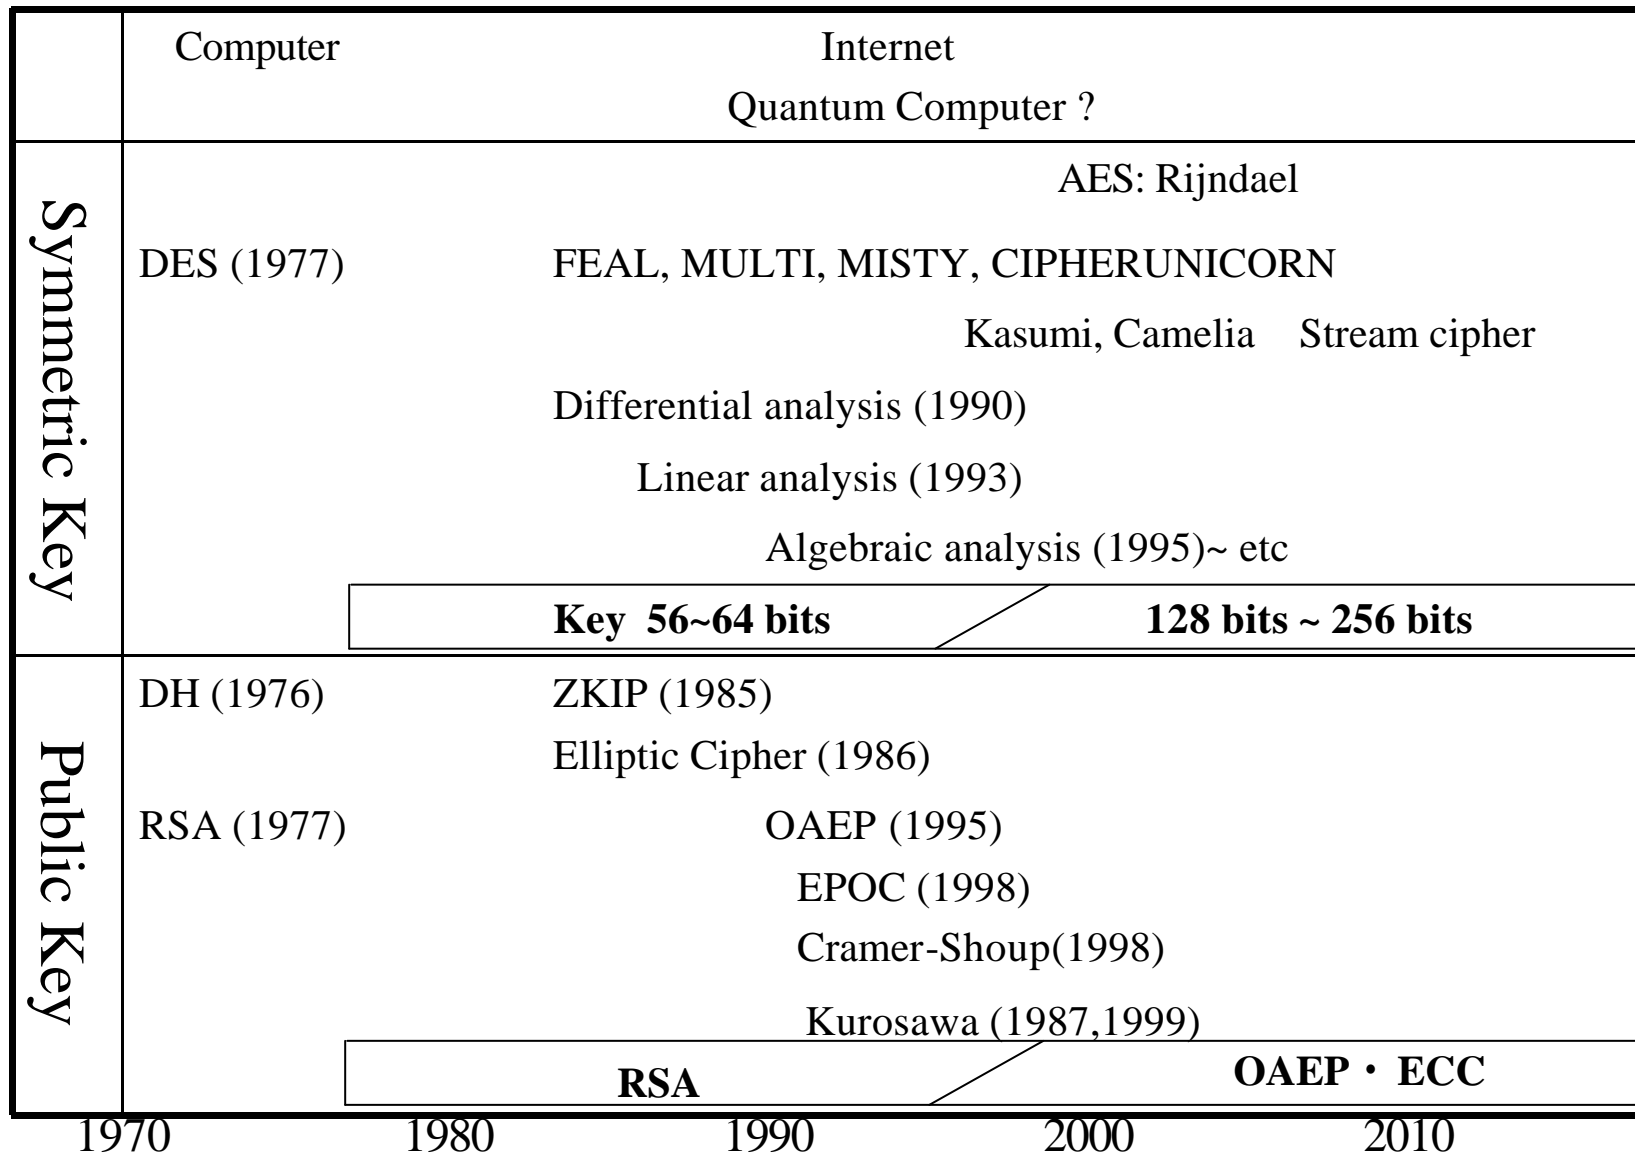 Computer Internet
Quantum Computer ?
Symmetric Key
AES: Rijndael
DES (1977) FEAL, MULTI, MISTY, CIPHERUNICORN
Kasumi, Camelia Stream cipher
Differential analysis (1990)
Linear analysis (1993)
Algebraic analysis (1995)~ etc
Key 56~64 bits 128 bits ~ 256 bits
Public Key
DH (1976) ZKIP (1985)
Elliptic Cipher (1986)
RSA (1977) OAEP (1995)
EPOC (1998)
Cramer-Shoup(1998)
Kurosawa (1987,1999)
RSA OAEP・ECC
1970 1980 1990 2000 2010